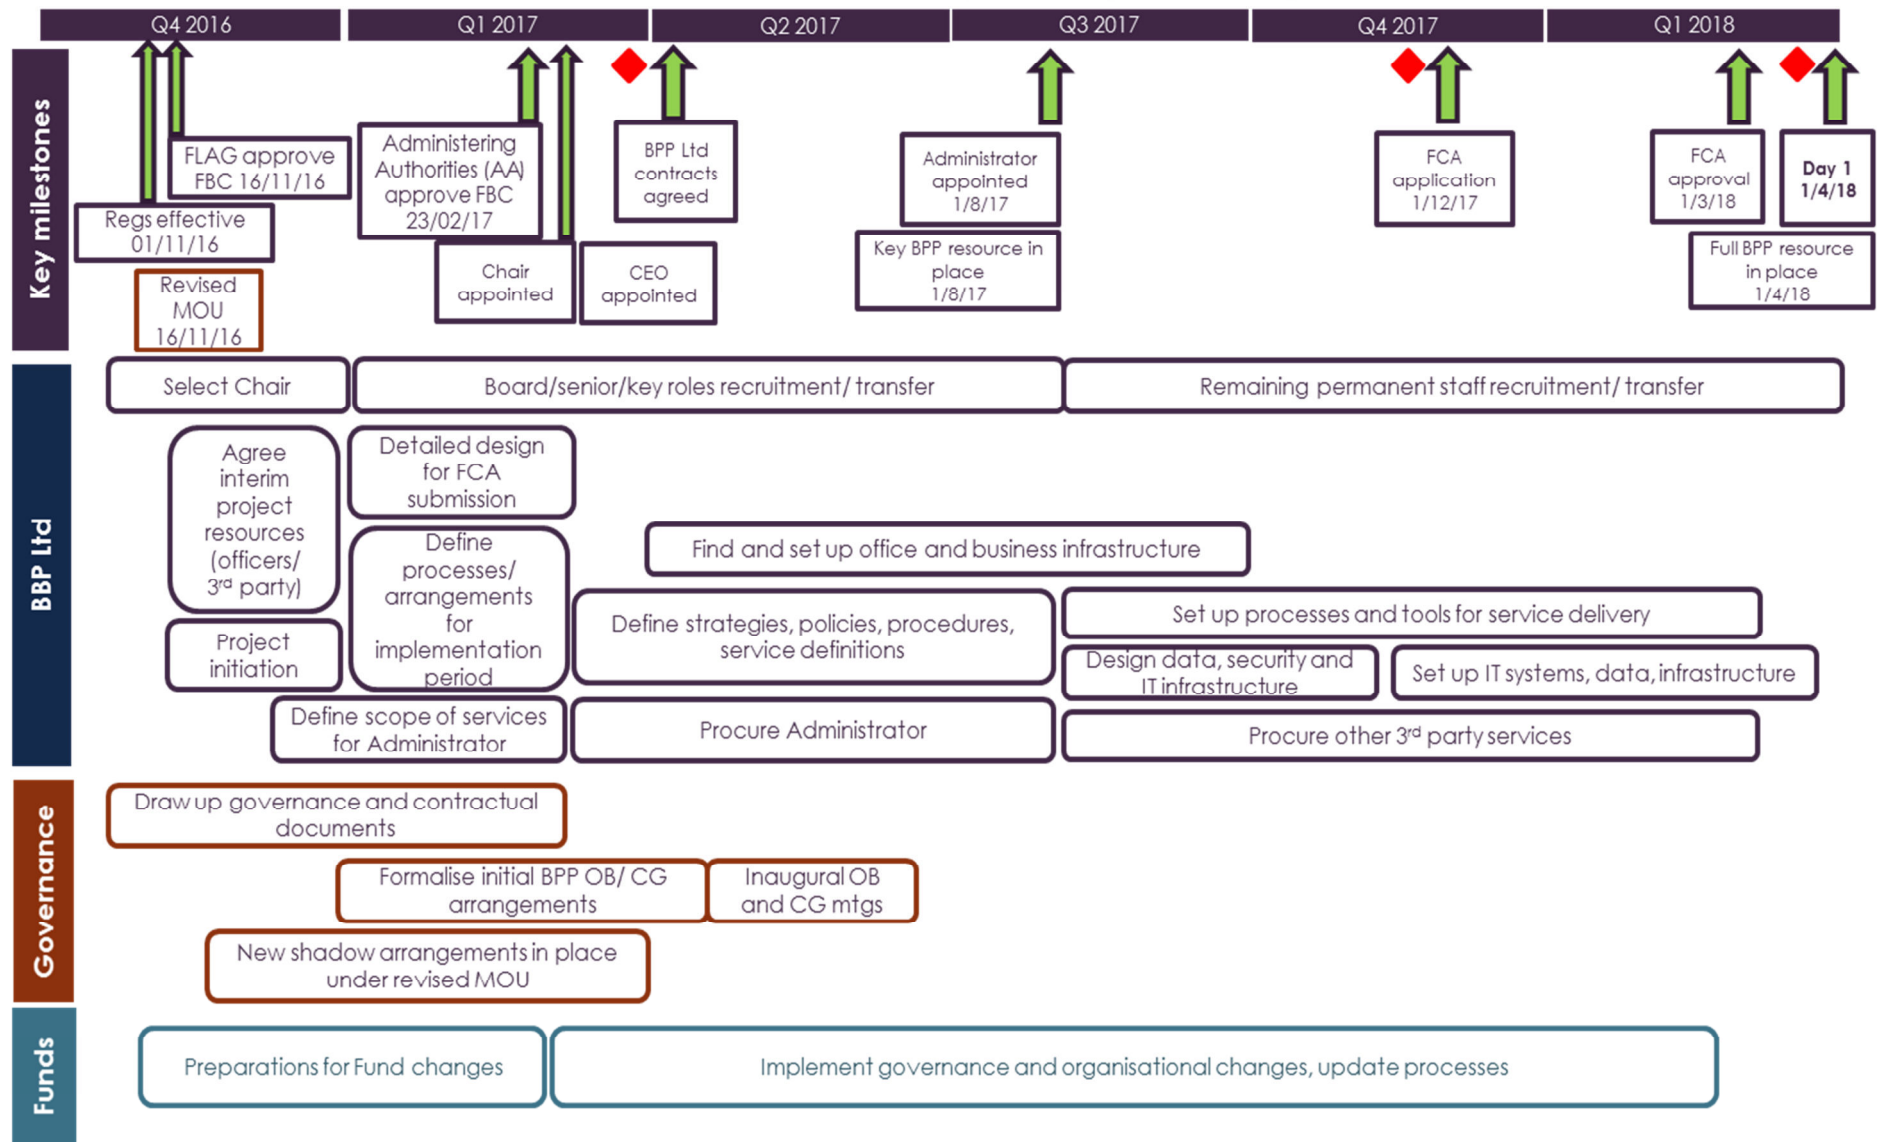 Q4 2016
Q1 2017
Q2 2017
Q3 2017
Q4 2017
Q1 2018
Key milestones
FLAG approve
FBC 16/11/16
Regs effective
01/11/16
Revised
MOU
16/11/16
Administering
Authorities (AA)
approve FBC
23/02/17
Chair
appointed
CEO
appointed
BPP Ltd
contracts
agreed
Administrator
appointed
1/8/17
Key BPP resource in
place
1/8/17
FCA
application
1/12/17
FCA
approval
1/3/18
Day 1
1/4/18
Full BPP resource
in place
1/4/18
BBP Ltd
Select Chair
Board/senior/key roles recruitment/ transfer
Remaining permanent staff recruitment/ transfer
Agree
interim
project
resources
(officers/
3rd party)
Detailed design
for FCA
submission
Define
processes/
arrangements
for
implementation
period
Find and set up office and business infrastructure
Project
initiation
Define strategies, policies, procedures,
service definitions
Set up processes and tools for service delivery
Design data, security and
IT infrastructure
Set up IT systems, data, infrastructure
Define scope of services
for Administrator
Procure Administrator
Procure other 3rd party services
Governance
Draw up governance and contractual
documents
Formalise initial BPP OB/ CG
arrangements
Inaugural OB
and CG mtgs
New shadow arrangements in place
under revised MOU
Funds
Preparations for Fund changes
Implement governance and organisational changes, update processes